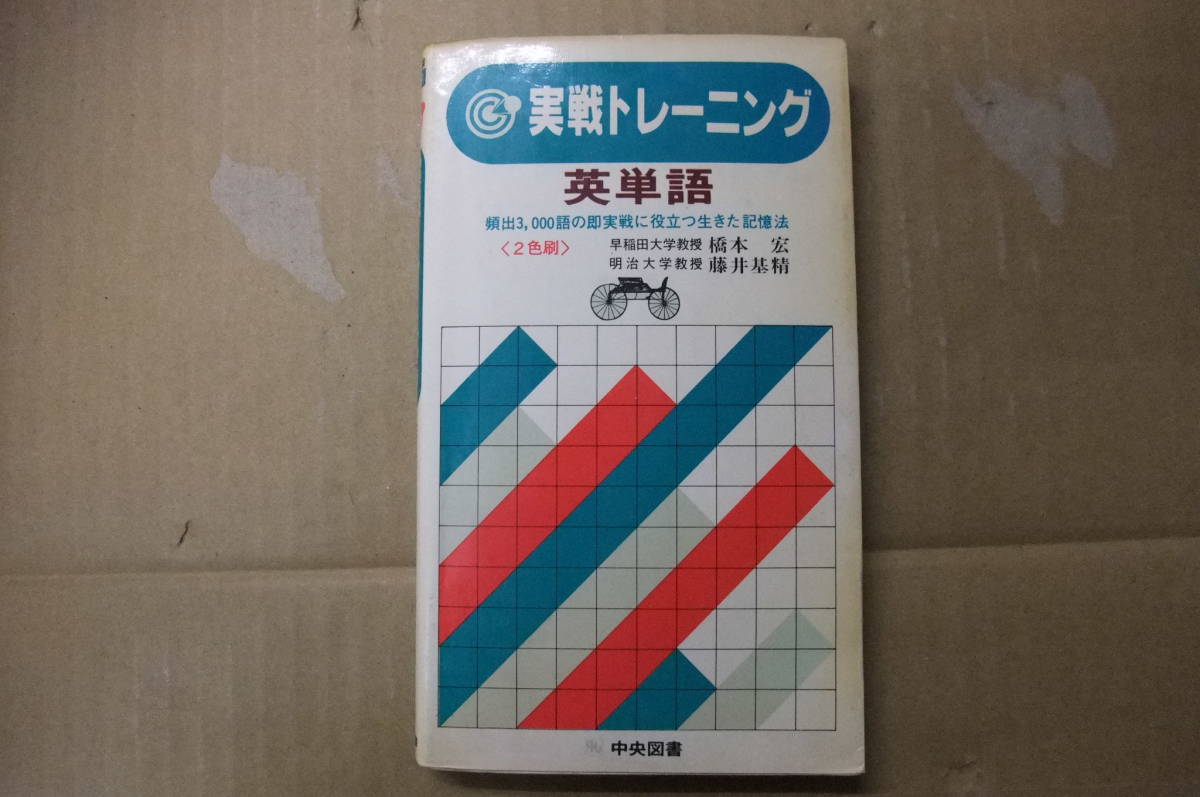 実戦トレーニング
英単語
頻出3,000語の即実戦に役立つ生きた記憶法
〈2色刷〉
早稲田大学教授 橋本 宏
明治大学教授 藤井基精
中央図書